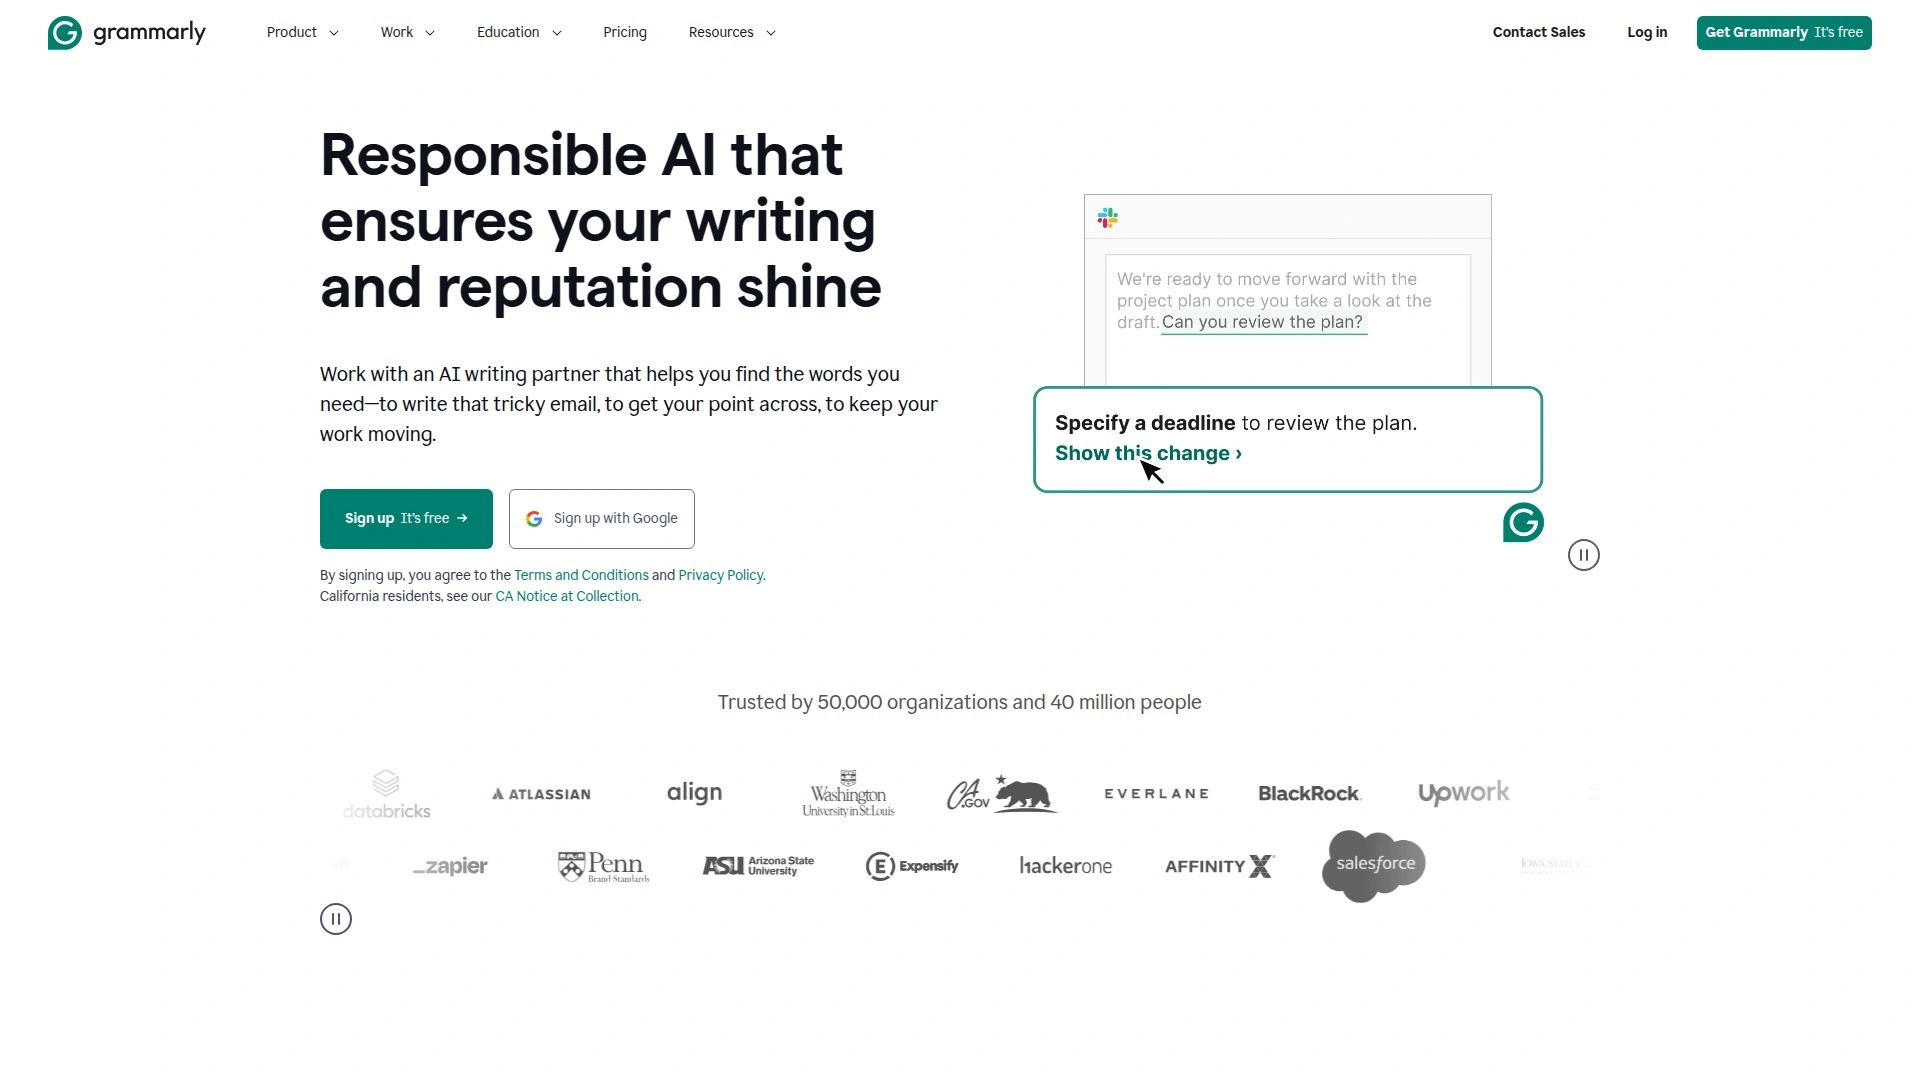 grammarly
Product
Work
Education
Pricing
Resources
Contact Sales
Log in
Get Grammarly It's free
Responsible AI that
ensures your writing
and reputation shine
Work with an AI writing partner that helps you find the words you
need—to write that tricky email, to get your point across, to keep your
work moving.
Sign up It's free →
Sign up with Google
By signing up, you agree to the Terms and Conditions and Privacy Policy.
California residents, see our CA Notice at Collection.
We're ready to move forward with the
project plan once you take a look at the
draft. Can you review the plan?
Specify a deadline to review the plan.
Show this change ›
Trusted by 50,000 organizations and 40 million people
databricks
ATLASSIAN
align
Washington
University in St. Louis
CA
.GOV
EVERLANE
BlackRock.
Upwork
zapier
Penn
Brand Standards
ASU Arizona State
University
Expensify
hackerone
AFFINITY X
salesforce
IOWA STATE